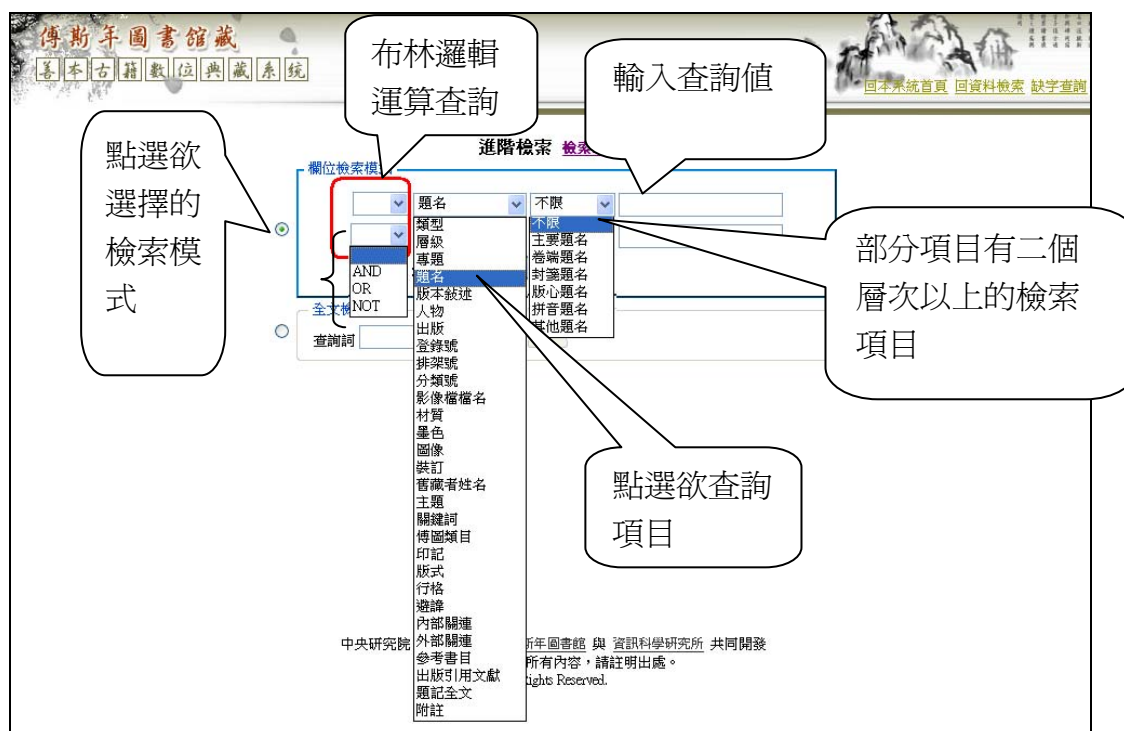 傅斯年圖書館藏
善本古籍數位典藏系統
回本系統首頁 回資料檢索 缺字查詢
布林邏輯
運算查詢
輸入查詢值
點選欲
選擇的
檢索模
式
進階檢索
欄位檢索模
題名 不限
類型
層級
專題
題名
版本敍述
人物
出版
登錄號
排架號
分類號
影像檔檔名
材質
墨色
圖像
裝訂
舊藏者姓名
主題
關鍵詞
傅圖類目
印記
版式
行格
避諱
內部關連
外部關連
參考書目
出版引用文獻
題記全文
附註
不限
主要題名
卷端題名
封箋題名
版心題名
拼音題名
其他題名
AND
OR
NOT
部分項目有二個
層次以上的檢索
項目
全文
查詢詞
點選欲查詢
項目
中央研究院 斯年圖書館 與 資訊科學研究所 共同開發
所有內容，請註明出處。
Rights Reserved.